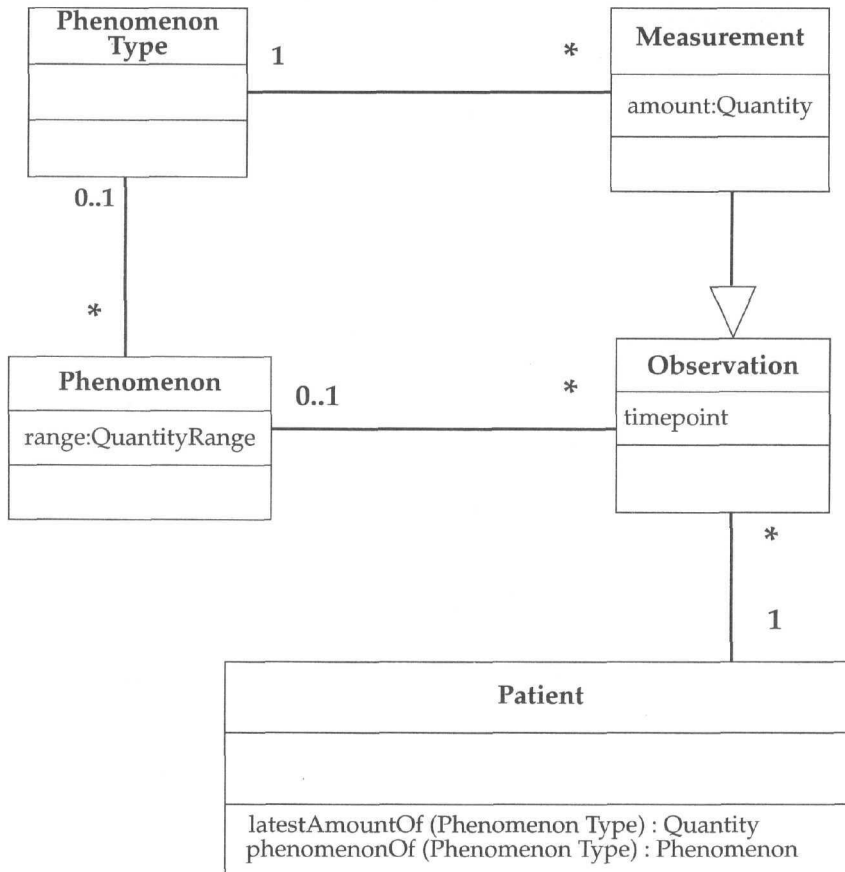 Phenomenon
Type
1
*
Measurement
amount:Quantity
0..1
*
Phenomenon
range:QuantityRange
0..1
*
Observation
timepoint
*
1
Patient
latestAmountOf (Phenomenon Type) : Quantity
phenomenonOf (Phenomenon Type) : Phenomenon